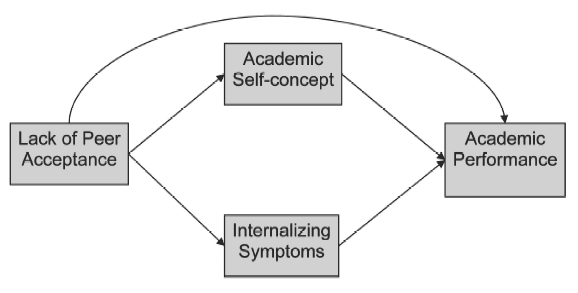 Academic
Self-concept
Lack of Peer
Acceptance
Academic
Performance
Internalizing
Symptoms